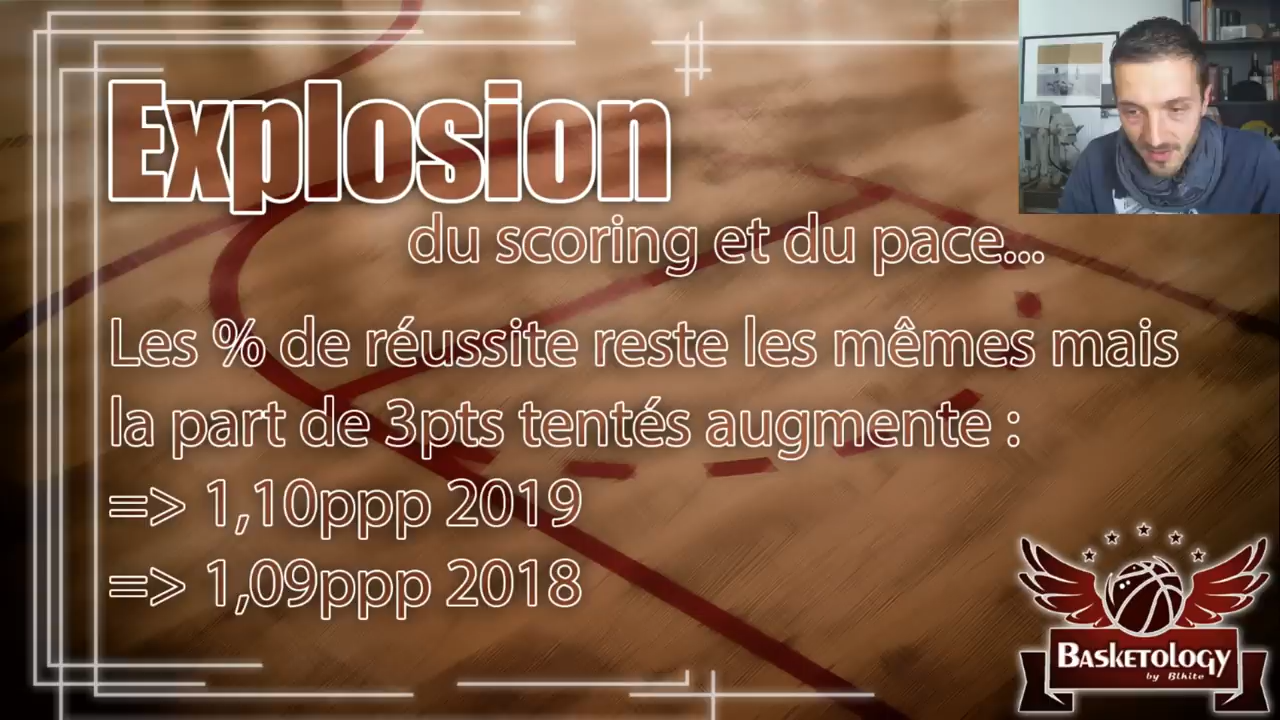 Explosion
du scoring et du pace...
Les % de réussite reste les mêmes mais
la part de 3pts tentés augmente :
=> 1,10ppp 2019
=> 1,09ppp 2018
BASKETOLOGY
by Blkite